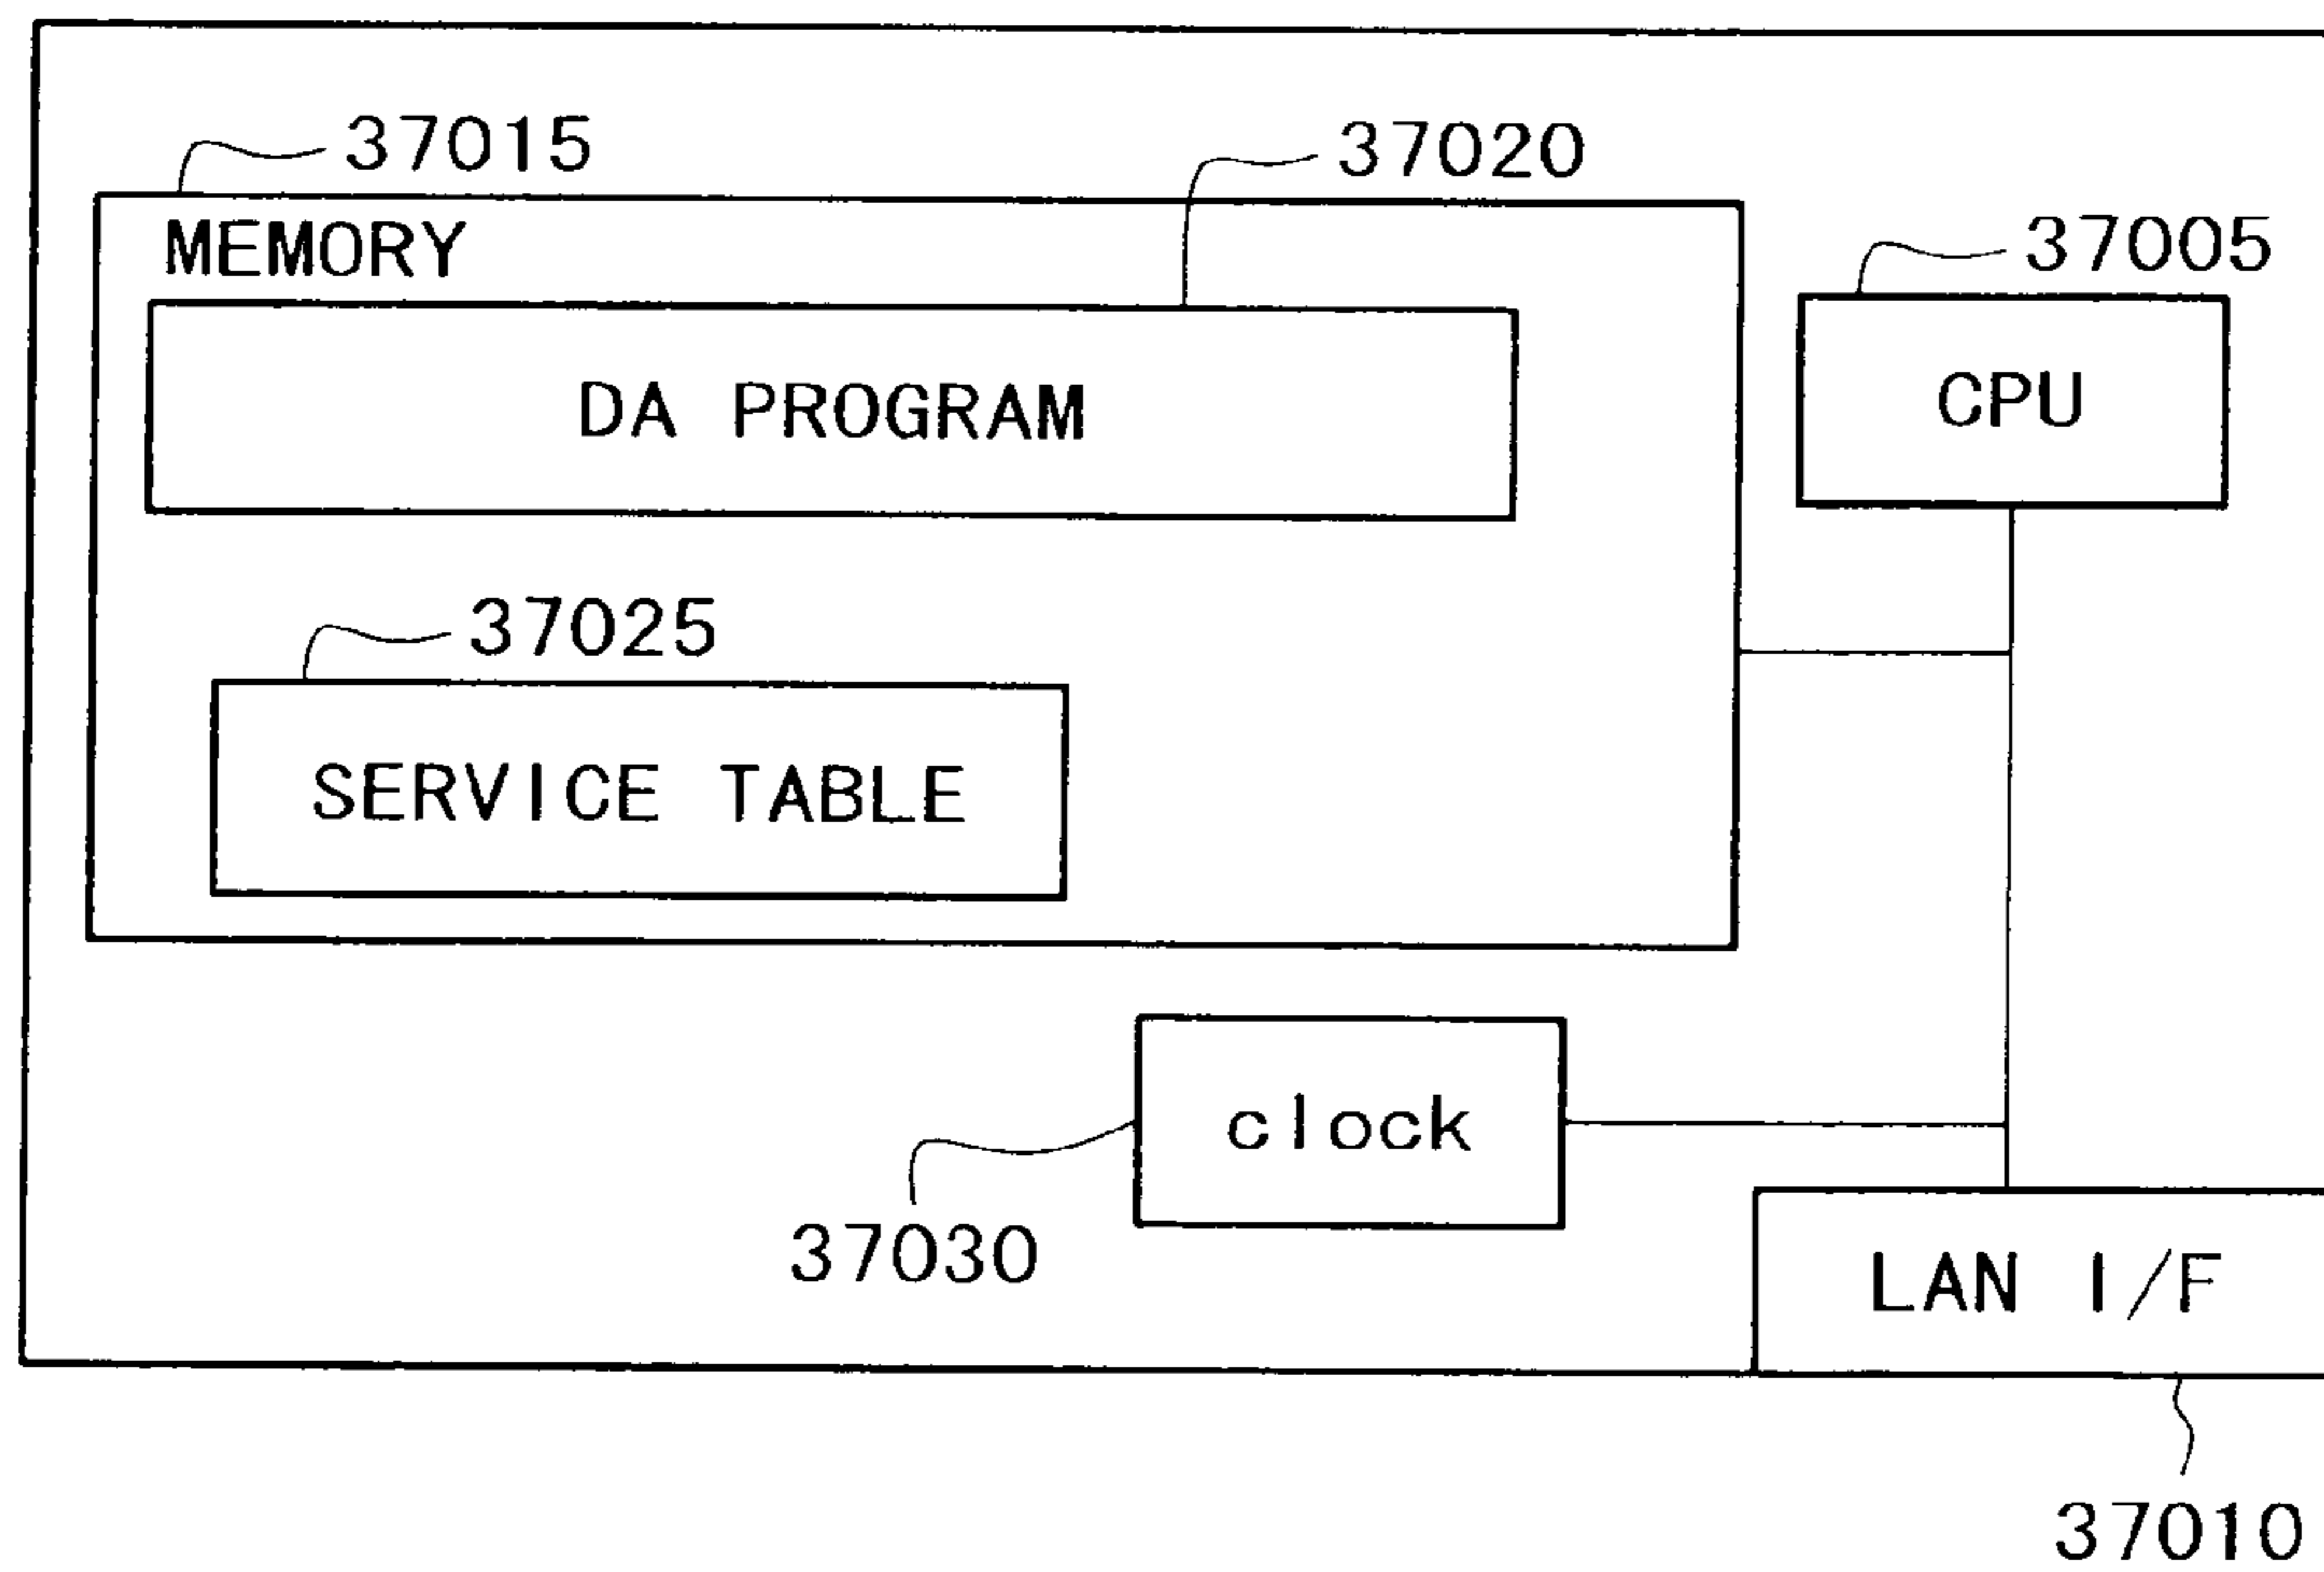 37015
37020
MEMORY
37005
DA PROGRAM
CPU
37025
SERVICE TABLE
clock
37030
LAN I/F
37010